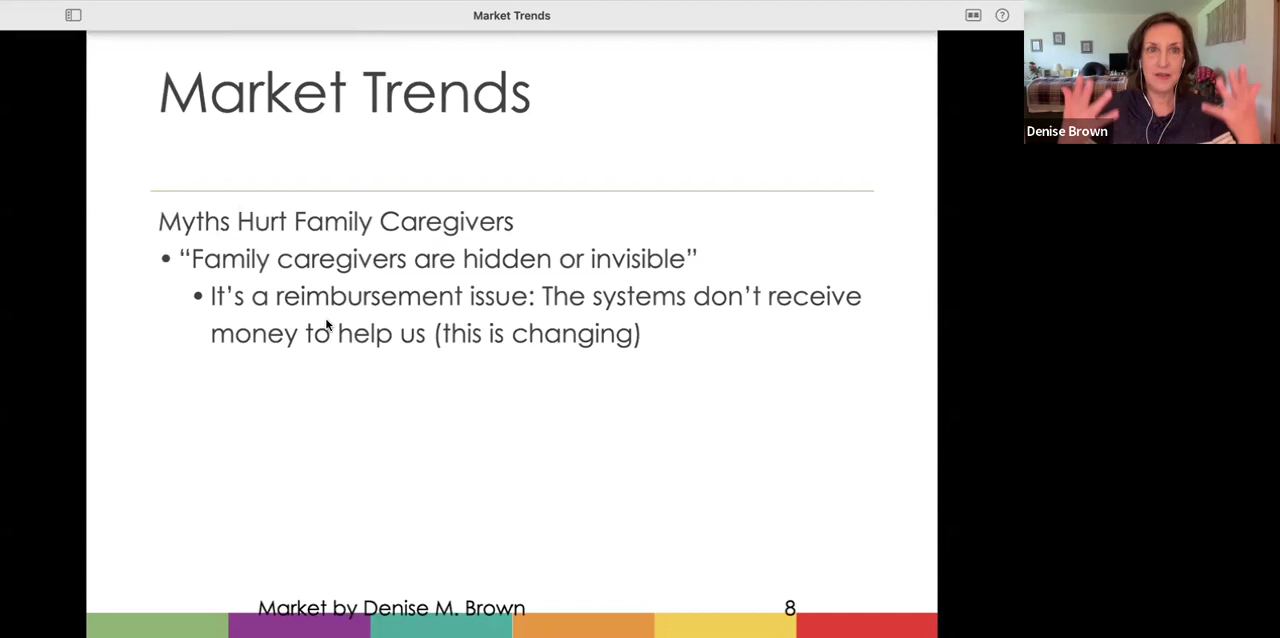 Market Trends
Denise Brown
Market Trends
Myths Hurt Family Caregivers
• “Family caregivers are hidden or invisible”
• It’s a reimbursement issue: The systems don’t receive
money to help us (this is changing)
Market by Denise M. Brown
8